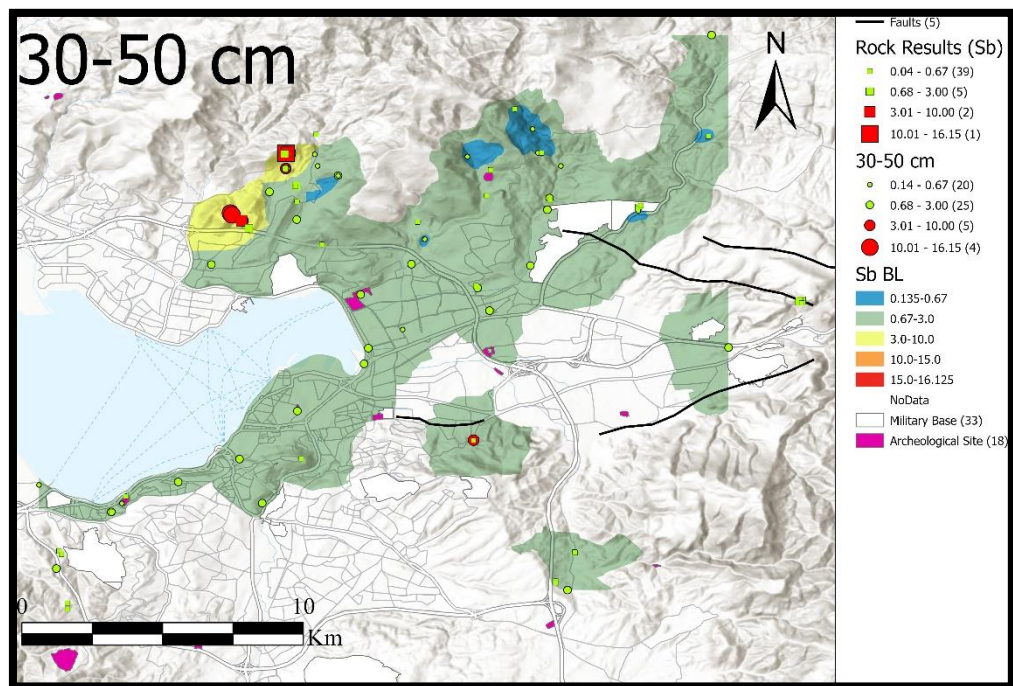 30-50 cm
N
0 10
Km
Faults (5)
Rock Results (Sb)
0.04 - 0.67 (39)
0.68 - 3.00 (5)
3.01 - 10.00 (2)
10.01 - 16.15 (1)
30-50 cm
0.14 - 0.67 (20)
0.68 - 3.00 (25)
3.01 - 10.00 (5)
10.01 - 16.15 (4)
Sb BL
0.135-0.67
0.67-3.0
3.0-10.0
10.0-15.0
15.0-16.125
NoData
Military Base (33)
Archeological Site (18)